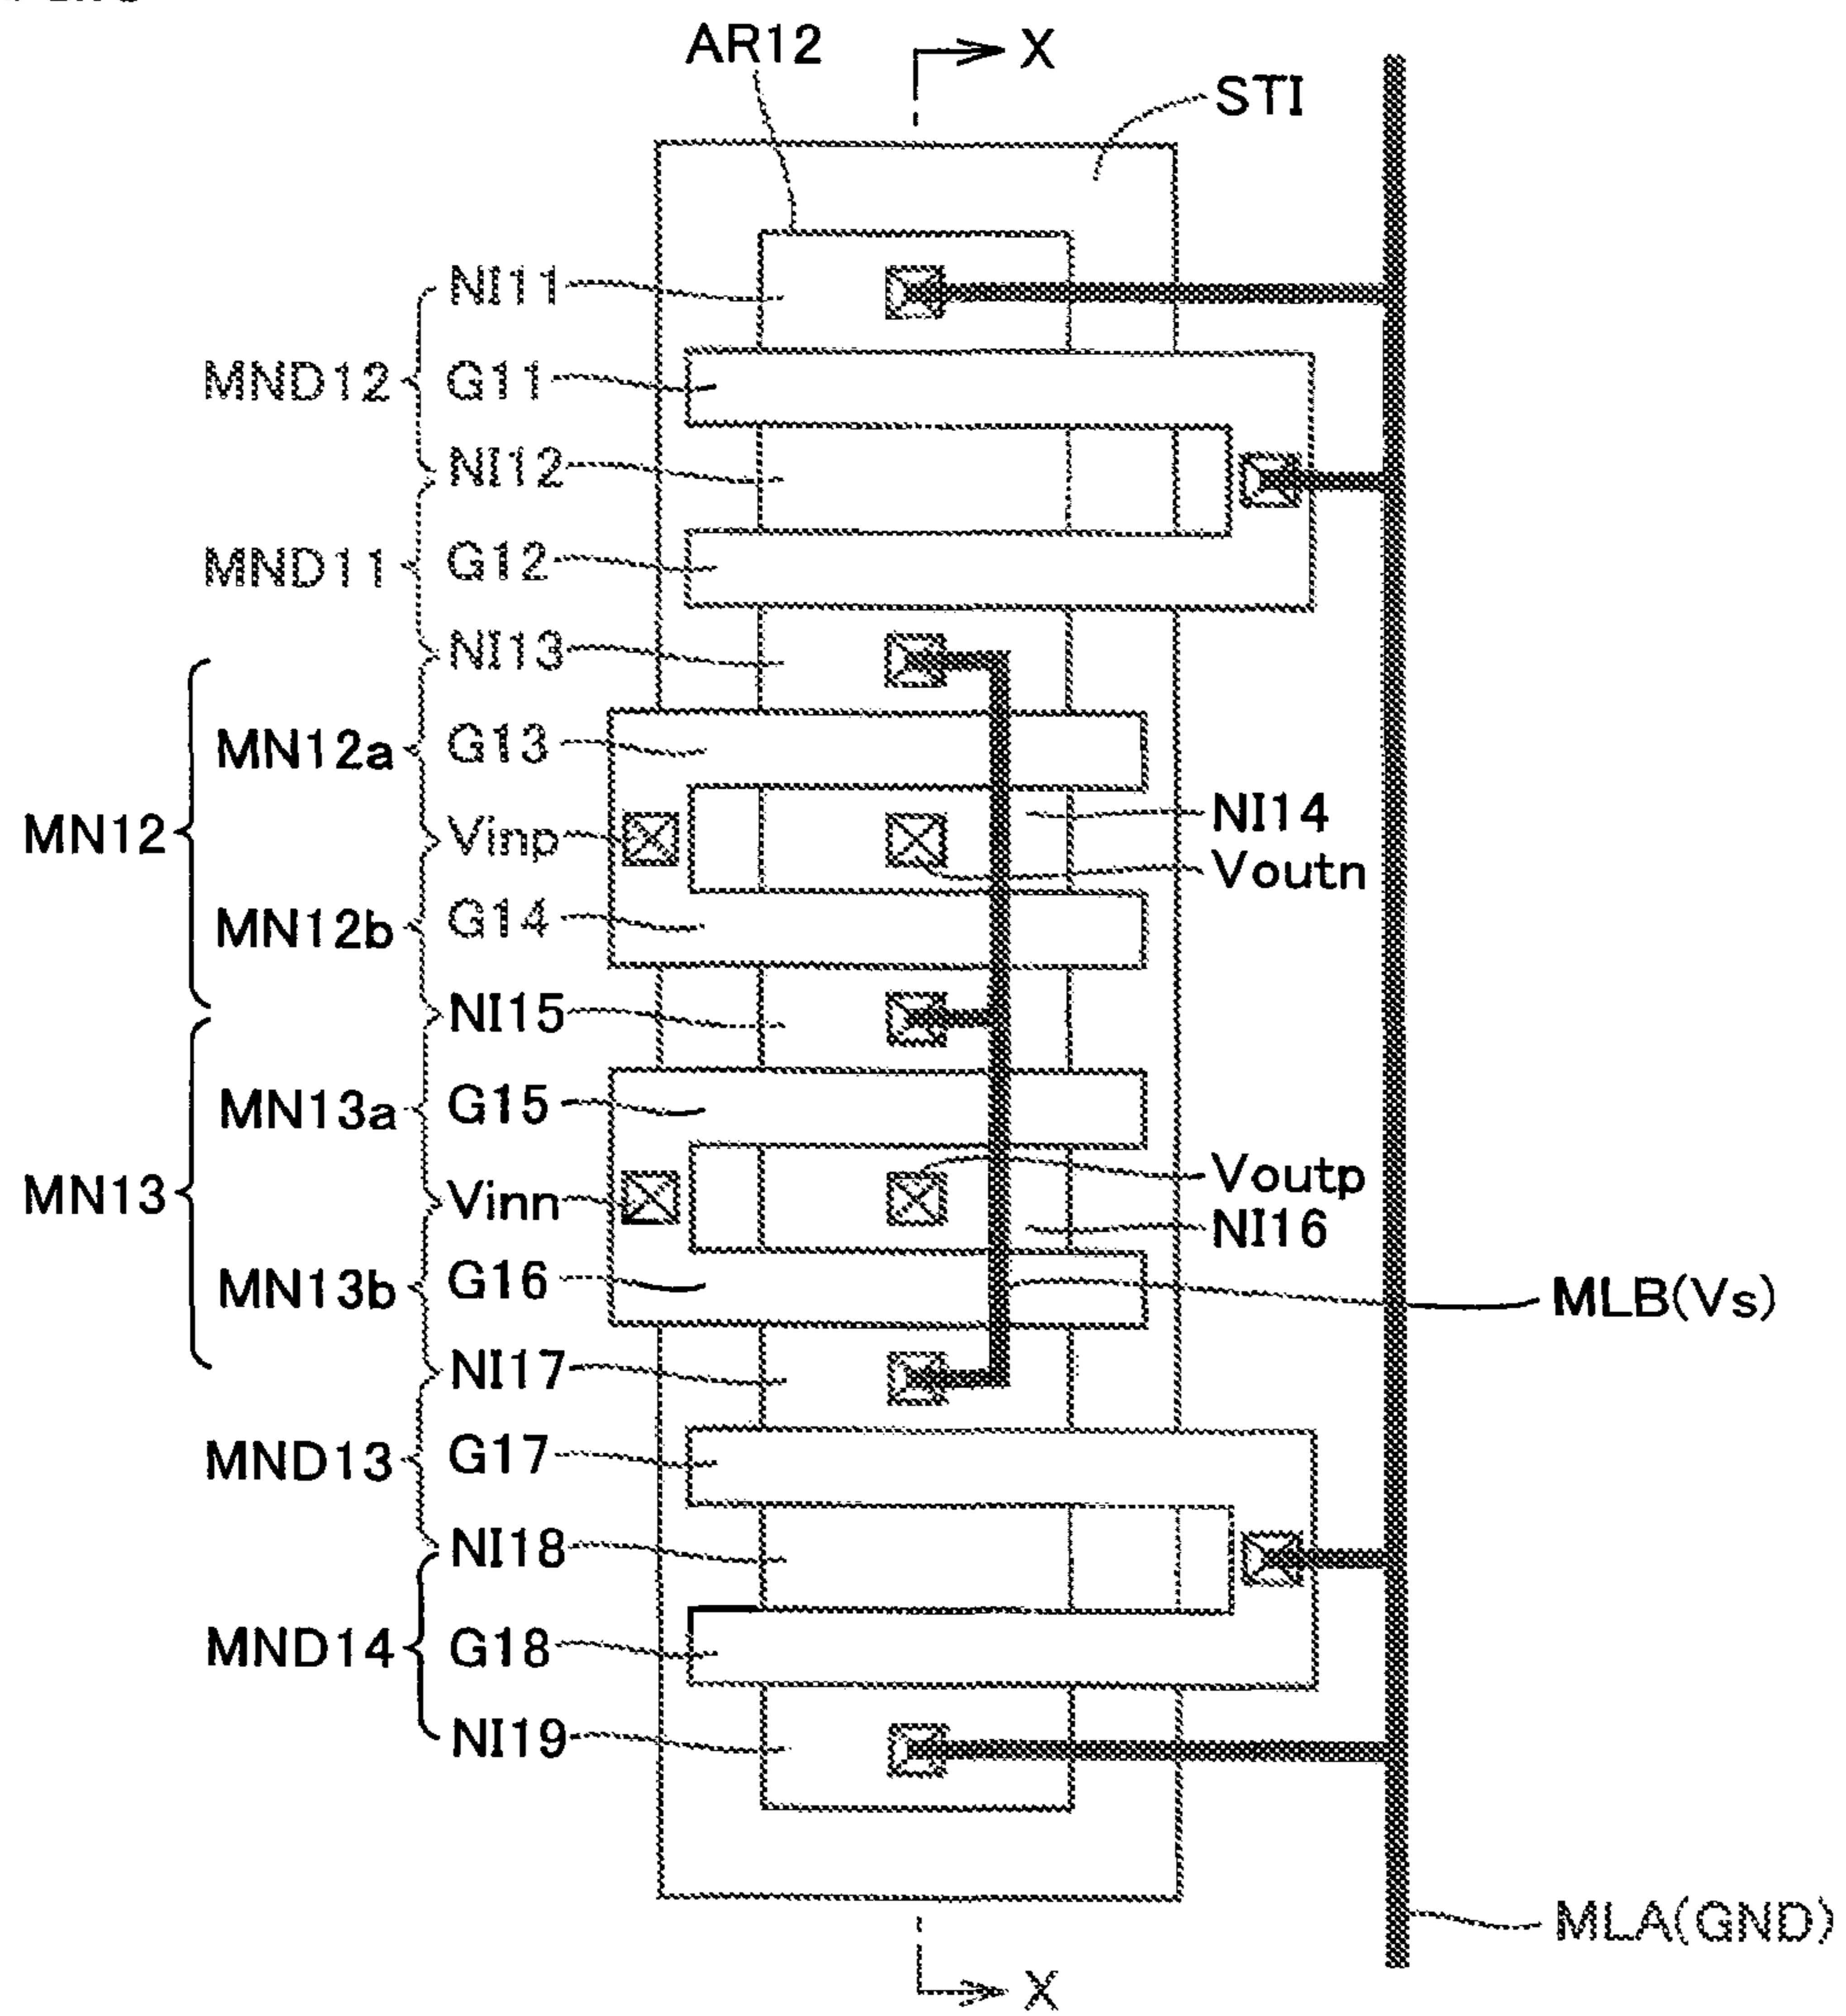 AR12
X
STI
NI11
MND12
G11
NI12
MND11
G12
NI13
MN12a
G13
NI14
MN12
Vinp
Voutn
MN12b
G14
NI15
MN13a
G15
Voutp
MN13
Vinn
NI16
MN13b
G16
MLB(Vs)
NI17
MND13
G17
NI18
MND14
G18
NI19
MLA(GND)
X